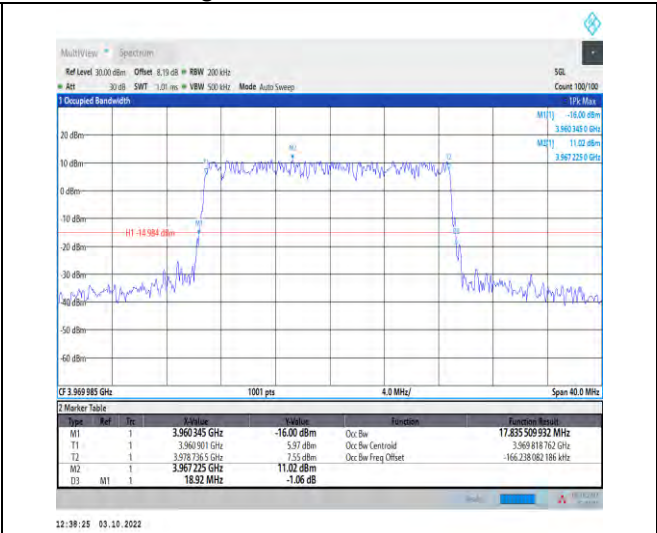 MultiView Spectrum
Ref Level 30.00 dBm Offset 8.19 dB RBW 200 kHz SGL
Att 30 dB SWT 1.01 ms VBW 500 kHz Mode Auto Sweep Count 100/100
1 Occupied Bandwidth 1Pk Max
M1[1] -16.00 dBm
3.960 345 0 GHz
M2[1] 11.02 dBm
3.967 225 0 GHz
20 dBm
M2
10 dBm
T1
T2
0 dBm
-10 dBm
M1
H1 -14.984 dBm
D3
-20 dBm
-30 dBm
-40 dBm
-50 dBm
-60 dBm
CF 3.969 985 GHz 1001 pts 4.0 MHz/ Span 40.0 MHz
2 Marker Table
Type Ref Trc X-Value Y-Value Function Function Result
M1 1 3.960 345 GHz -16.00 dBm Occ Bw 17.835 509 932 MHz
T1 1 3.960 901 GHz 5.97 dBm Occ Bw Centroid 3.969 818 762 GHz
T2 1 3.978 736 5 GHz 7.55 dBm Occ Bw Freq Offset -166.238 082 186 kHz
M2 1 3.967 225 GHz 11.02 dBm
D3 M1 1 18.92 MHz -1.06 dB
12:38:25 03.10.2022